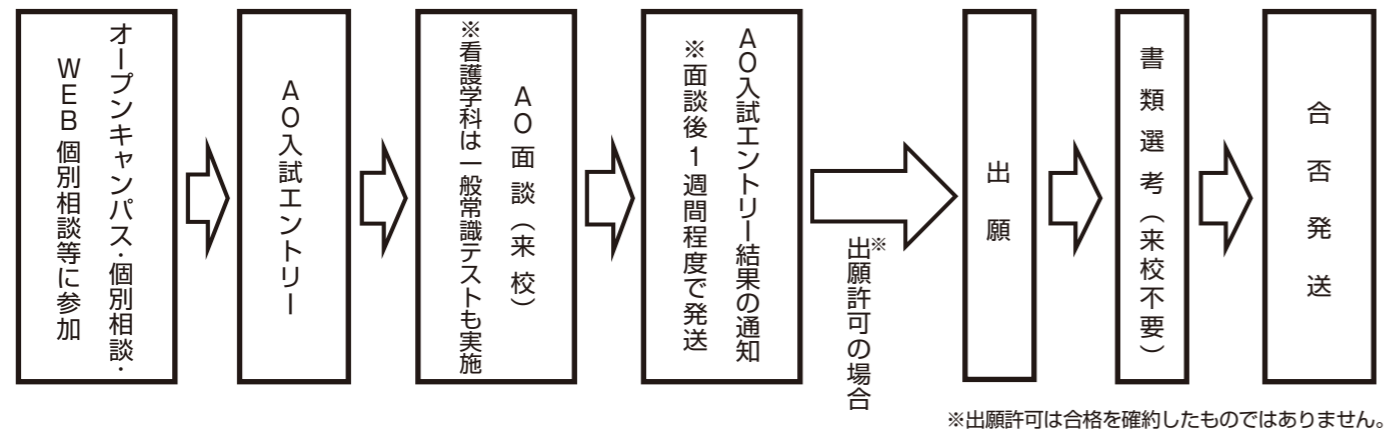 オープンキャンパス・個別相談・
WEB個別相談等に参加
AO入試エントリー
AO面談（来校）
※看護学科は一般常識テストも実施
AO入試エントリー結果の通知
※面談後1週間程度で発送
※
出願許可の場合
出願
書類選考（来校不要）
合否発送
※出願許可は合格を確約したものではありません。